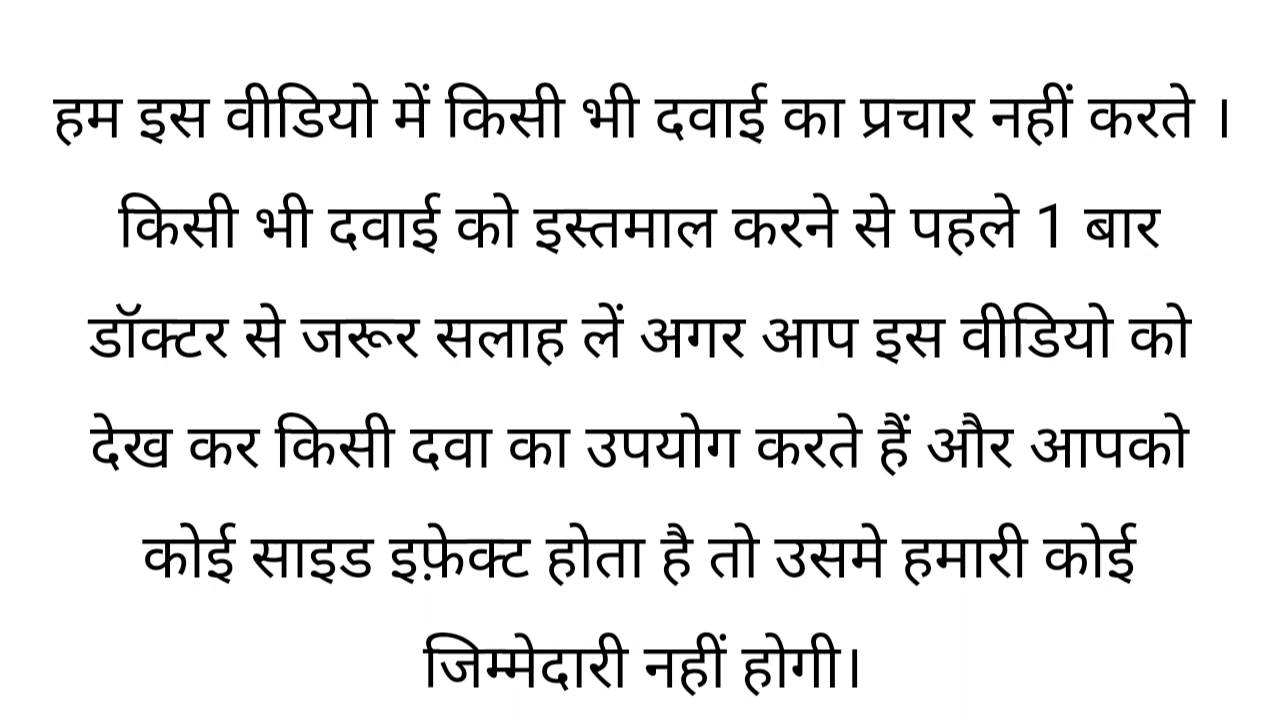 हम इस वीडियो में किसी भी दवाई का प्रचार नहीं करते ।
किसी भी दवाई को इस्तमाल करने से पहले 1 बार
डॉक्टर से जरूर सलाह लें अगर आप इस वीडियो को
देख कर किसी दवा का उपयोग करते हैं और आपको
कोई साइड इफ़ेक्ट होता है तो उसमे हमारी कोई
जिम्मेदारी नहीं होगी।